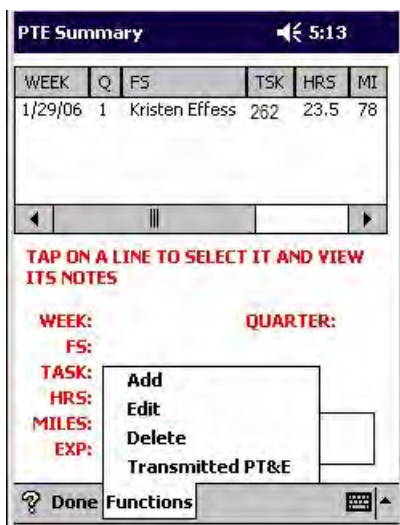 PTE Summary 5:13
WEEK Q FS TSK HRS MI
1/29/06 1 Kristen Effess 262 23.5 78
TAP ON A LINE TO SELECT IT AND VIEW
ITS NOTES
WEEK: QUARTER:
FS:
TASK:
HRS:
MILES:
EXP:
Add
Edit
Delete
Transmitted PT&E
? Done Functions